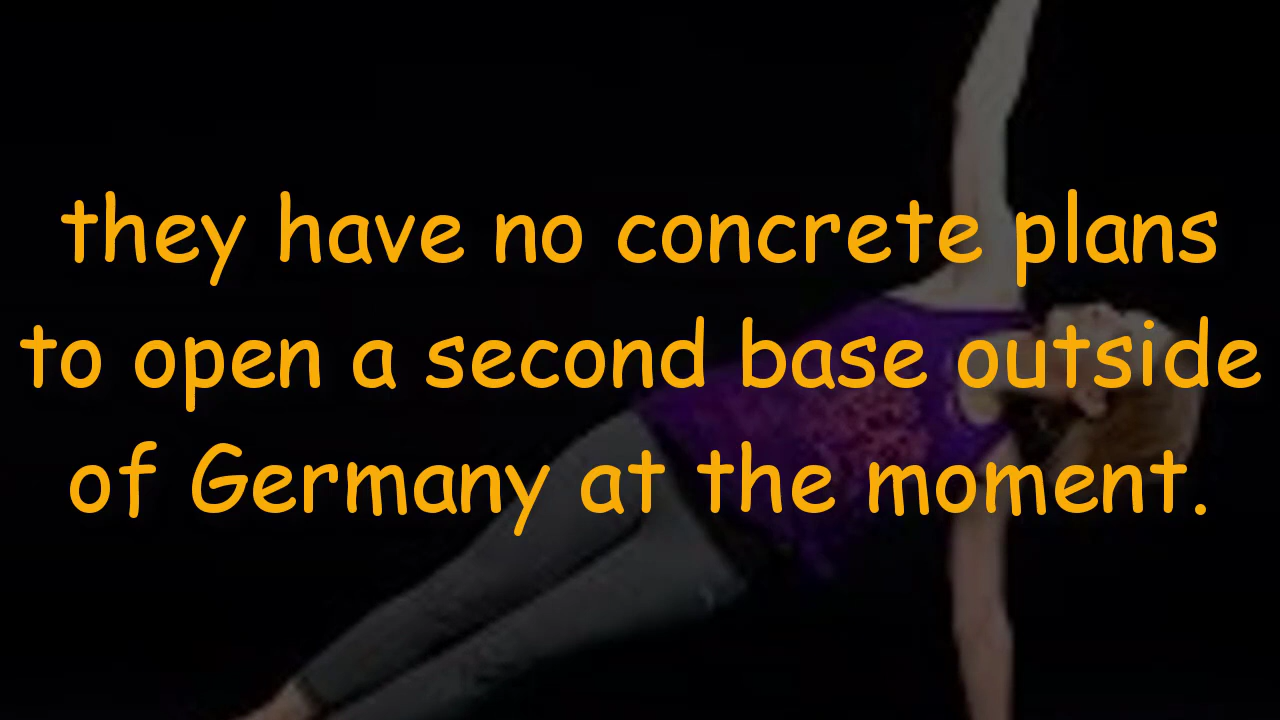 they have no concrete plans
to open a second base outside
of Germany at the moment.